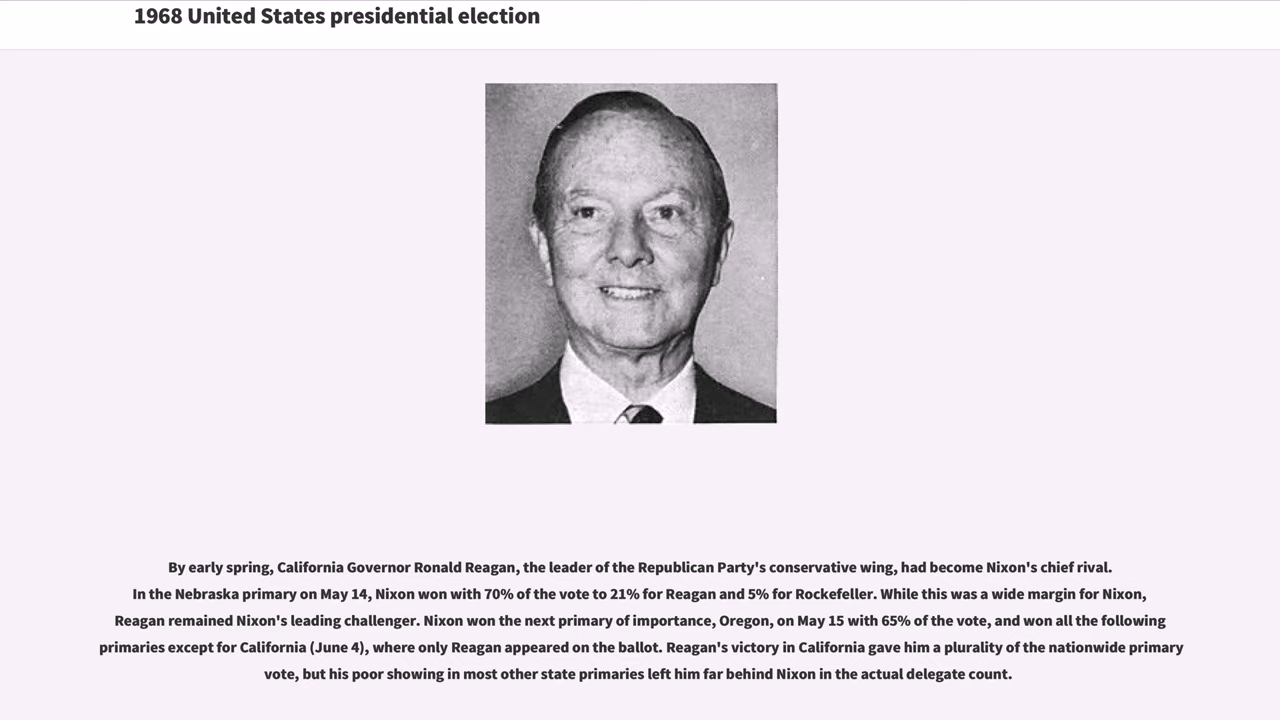 1968 United States presidential election
By early spring, California Governor Ronald Reagan, the leader of the Republican Party's conservative wing, had become Nixon's chief rival.
In the Nebraska primary on May 14, Nixon won with 70% of the vote to 21% for Reagan and 5% for Rockefeller. While this was a wide margin for Nixon,
Reagan remained Nixon's leading challenger. Nixon won the next primary of importance, Oregon, on May 15 with 65% of the vote, and won all the following
primaries except for California (June 4), where only Reagan appeared on the ballot. Reagan's victory in California gave him a plurality of the nationwide primary
vote, but his poor showing in most other state primaries left him far behind Nixon in the actual delegate count.